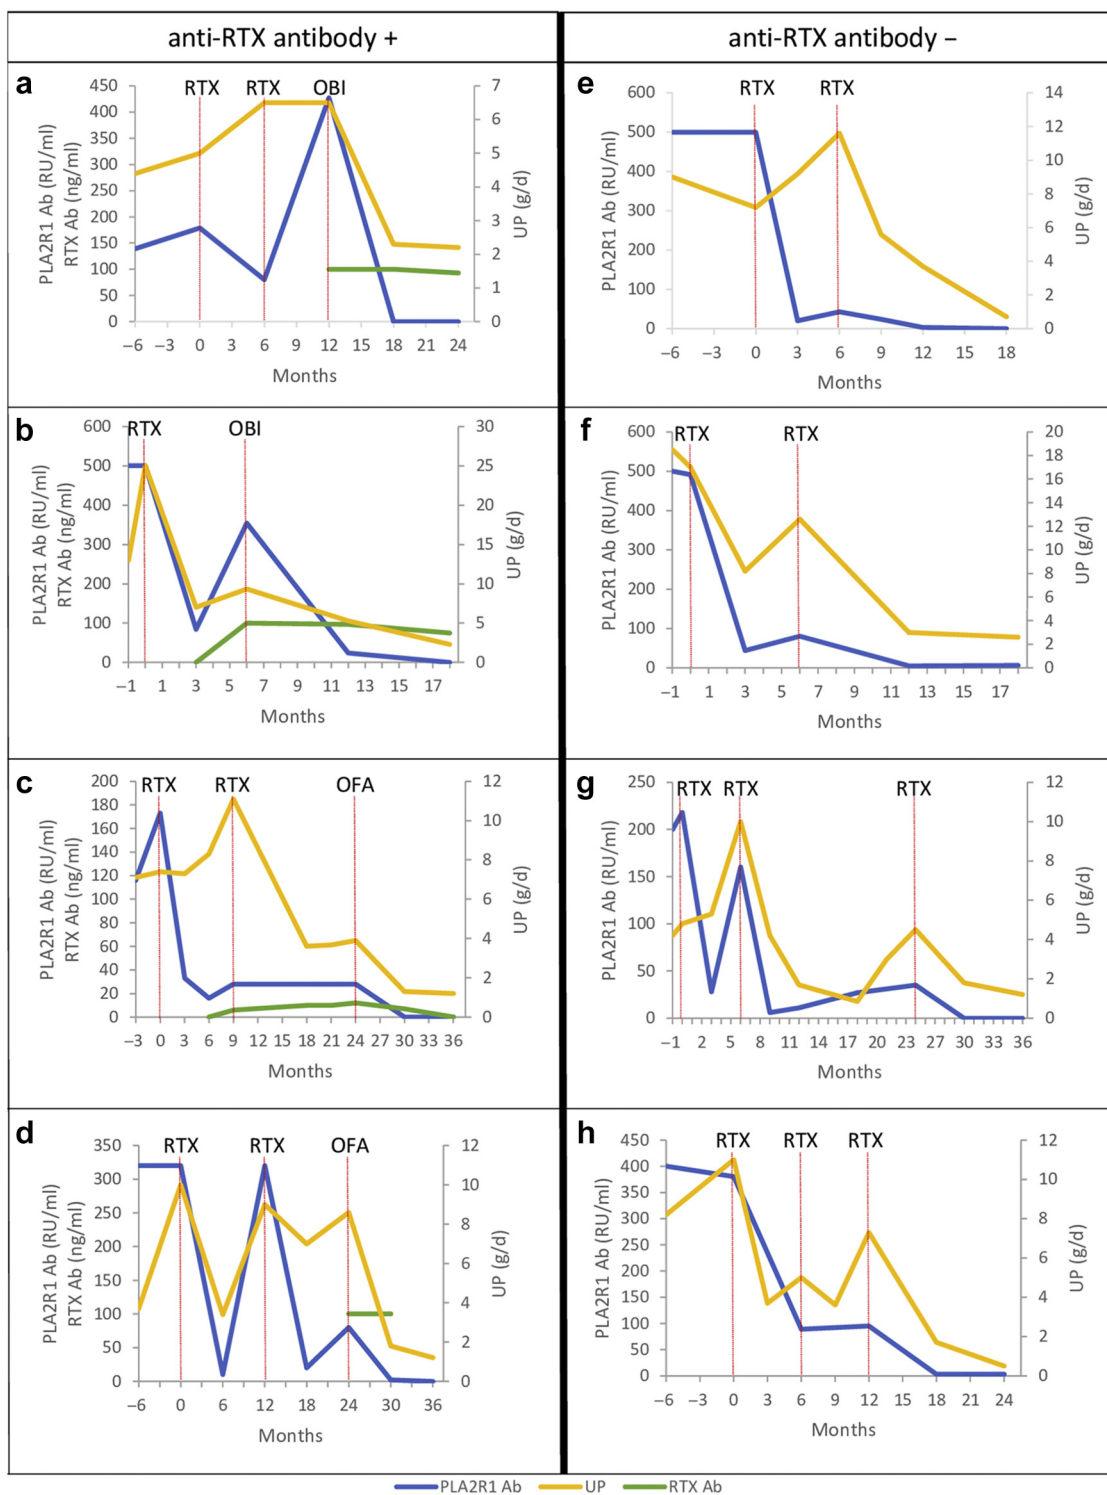 anti-RTX antibody +
anti-RTX antibody –
a
RTX RTX OBI
450 400 350 300 250 200 150 100 50 0
PLA2R1 Ab (RU/ml)
RTX Ab (ng/ml)
7 6 5 4 3 2 1 0
UP (g/d)
–6 –3 0 3 6 9 12 18 21 24
Months
e
RTX RTX
600 500 400 300 200 100 0
PLA2R1 Ab (RU/ml)
14 12 10 8 6 4 2 0
UP (g/d)
–6 –3 0 3 6 9 12 15 18
Months
b
RTX OBI
600 500 400 300 200 100 0
PLA2R1 Ab (RU/ml)
RTX Ab (ng/ml)
30 25 20 15 10 5 0
UP (g/d)
–1 1 3 5 7 9 11 13 15 17
Months
f
RTX RTX
600 500 400 300 200 100 0
PLA2R1 Ab (RU/ml)
20 18 16 14 12 10 8 6 4 2 0
UP (g/d)
–1 1 3 5 7 9 11 13 15 17
Months
c
RTX RTX OFA
200 180 160 140 120 100 80 60 40 20 0
PLA2R1 Ab (RU/ml)
RTX Ab (ng/ml)
12 10 8 6 4 2 0
UP (g/d)
–3 0 3 6 9 12 15 18 21 24 27 30 33 36
Months
g
RTX RTX RTX
250 200 150 100 50 0
PLA2R1 Ab (RU/ml)
12 10 8 6 4 2 0
UP (g/d)
–1 2 5 8 11 14 17 20 23 27 30 33 36
Months
d
RTX RTX OFA
350 300 250 200 150 100 50 0
PLA2R1 Ab (RU/ml)
RTX Ab (ng/ml)
12 10 8 6 4 2 0
UP (g/d)
–6 0 6 12 18 24 30 36
Months
h
RTX RTX RTX
450 400 350 300 250 200 150 100 50 0
PLA2R1 Ab (RU/ml)
12 10 8 6 4 2 0
UP (g/d)
–6 –3 0 3 6 9 12 15 18 21 24
Months
PLA2R1 Ab UP RTX Ab